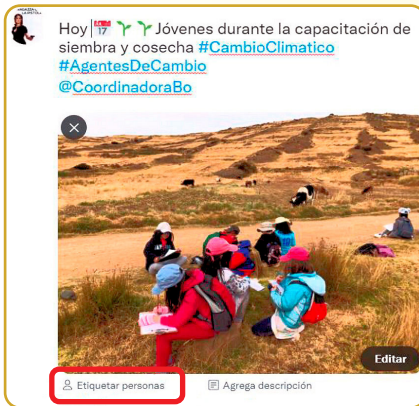 Hoy 📅 🌱 🌱 Jóvenes durante la capacitación de
siembra y cosecha #CambioClimatico
#AgentesDeCambio
@CoordinadoraBo
Editar
Etiquetar personas
Agrega descripción